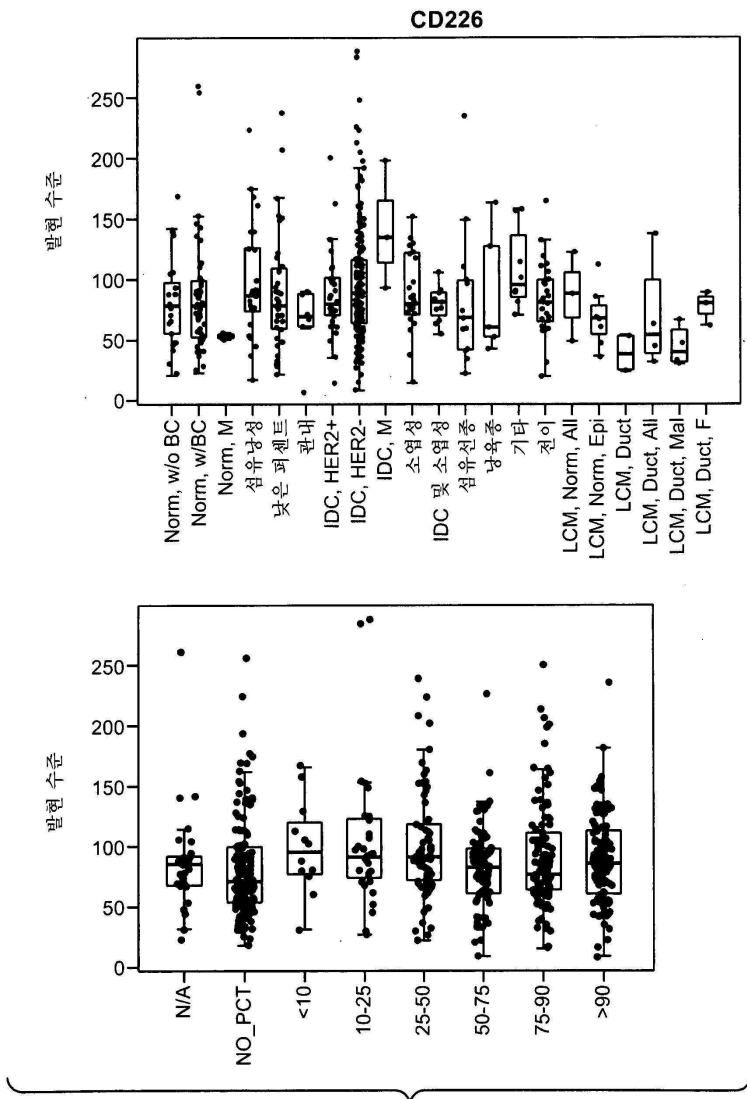 CD226
발현 수준
250
200
150
100
50
0
Norm, w/o BC
Norm, w/BC
Norm, M
섬유낭성
낮은 퍼센트
관내
IDC, HER2+
IDC, HER2-
IDC, M
소엽성
IDC 및 소엽성
섬유선종
낭육종
기타
전이
LCM, Norm, All
LCM, Norm, Epi
LCM, Duct
LCM, Duct, All
LCM, Duct, Mal
LCM, Duct, F
발현 수준
250
200
150
100
50
0
N/A
NO_PCT
<10
10-25
25-50
50-75
75-90
>90